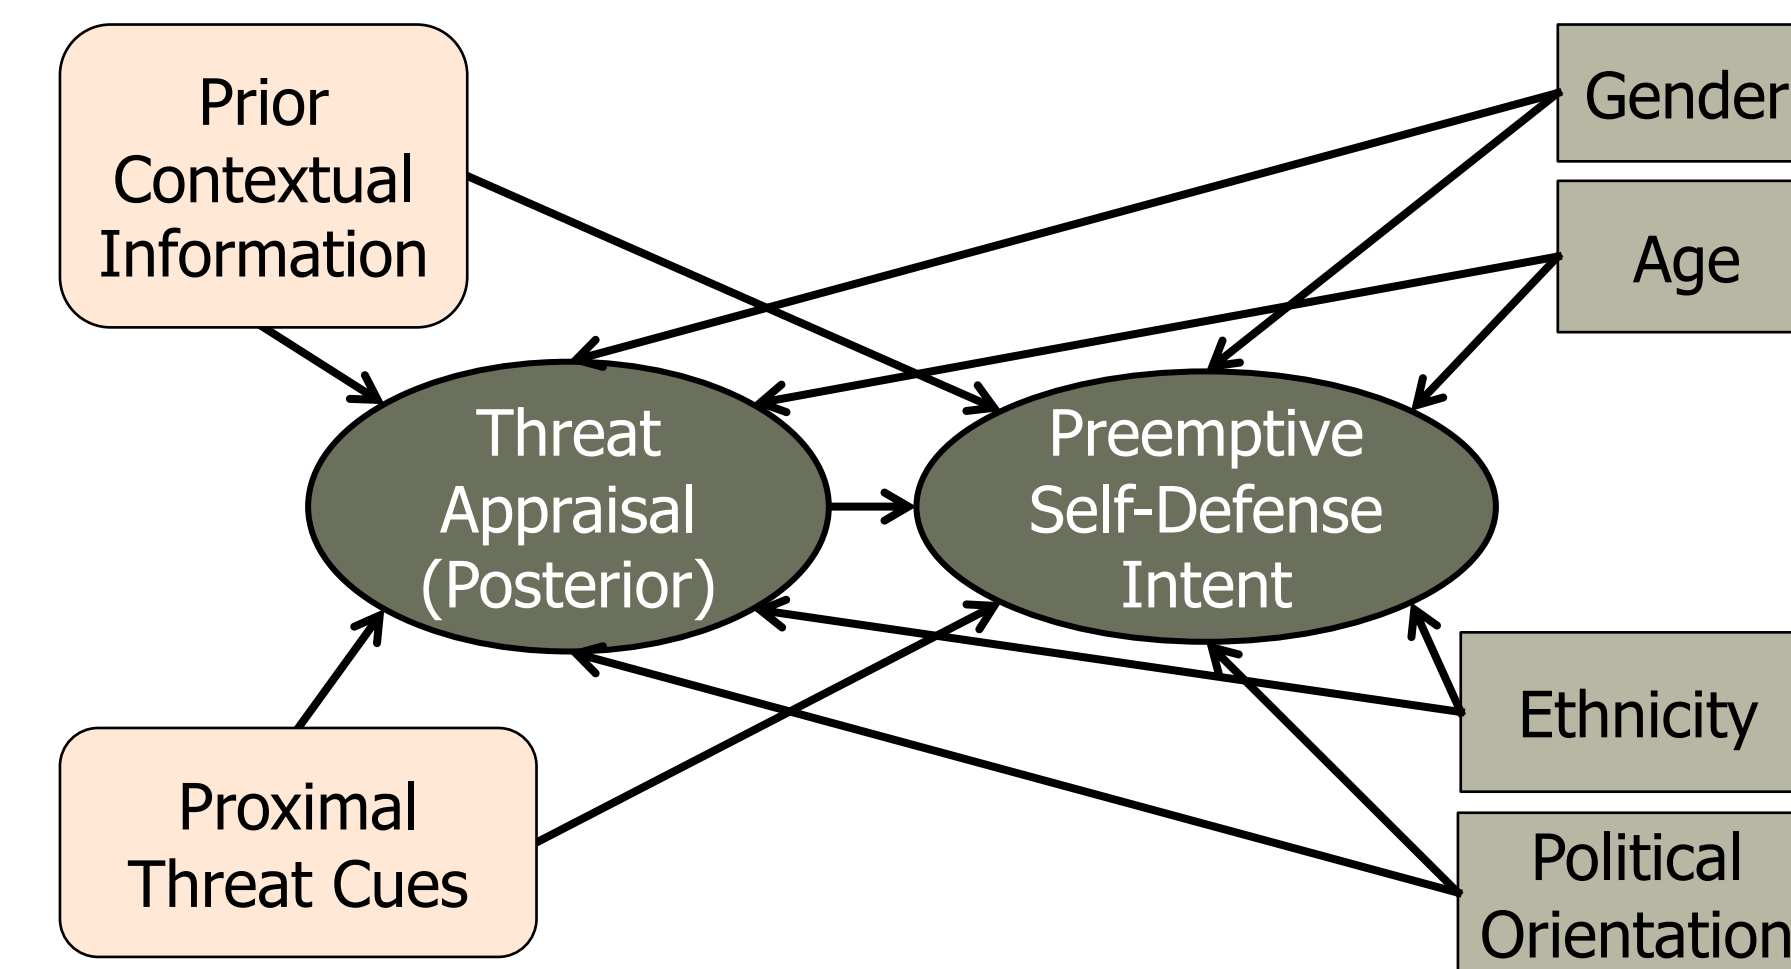 Prior
Contextual
Information
Gender
Age
Threat
Appraisal
(Posterior)
Preemptive
Self-Defense
Intent
Ethnicity
Proximal
Threat Cues
Political
Orientation